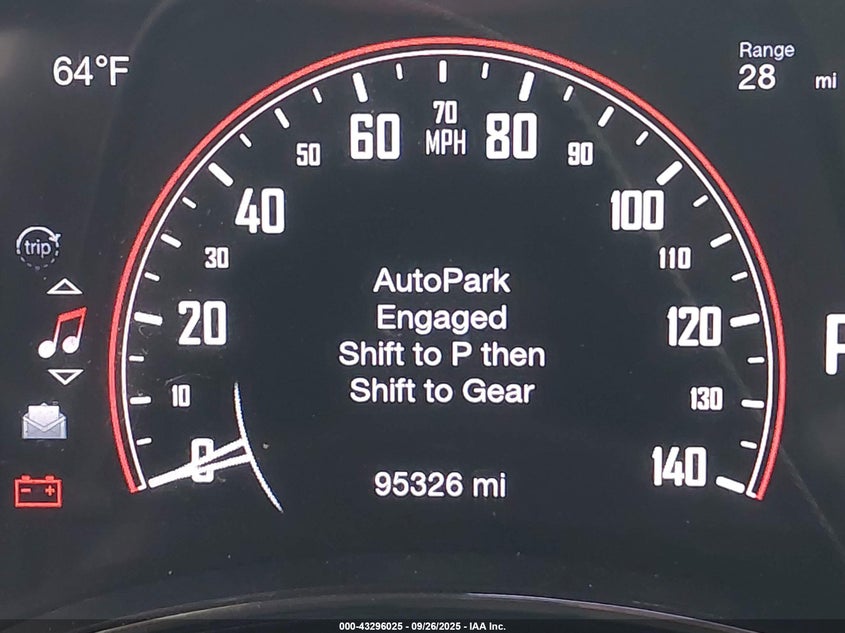 64°F
Range
28 mi
70
60 MPH 80
50
90
40
100
trip
30
110
20
120
10
130
0
140
AutoPark
Engaged
Shift to P then
Shift to Gear
95326 mi
000-43296025 - 09/26/2025 - IAA Inc.